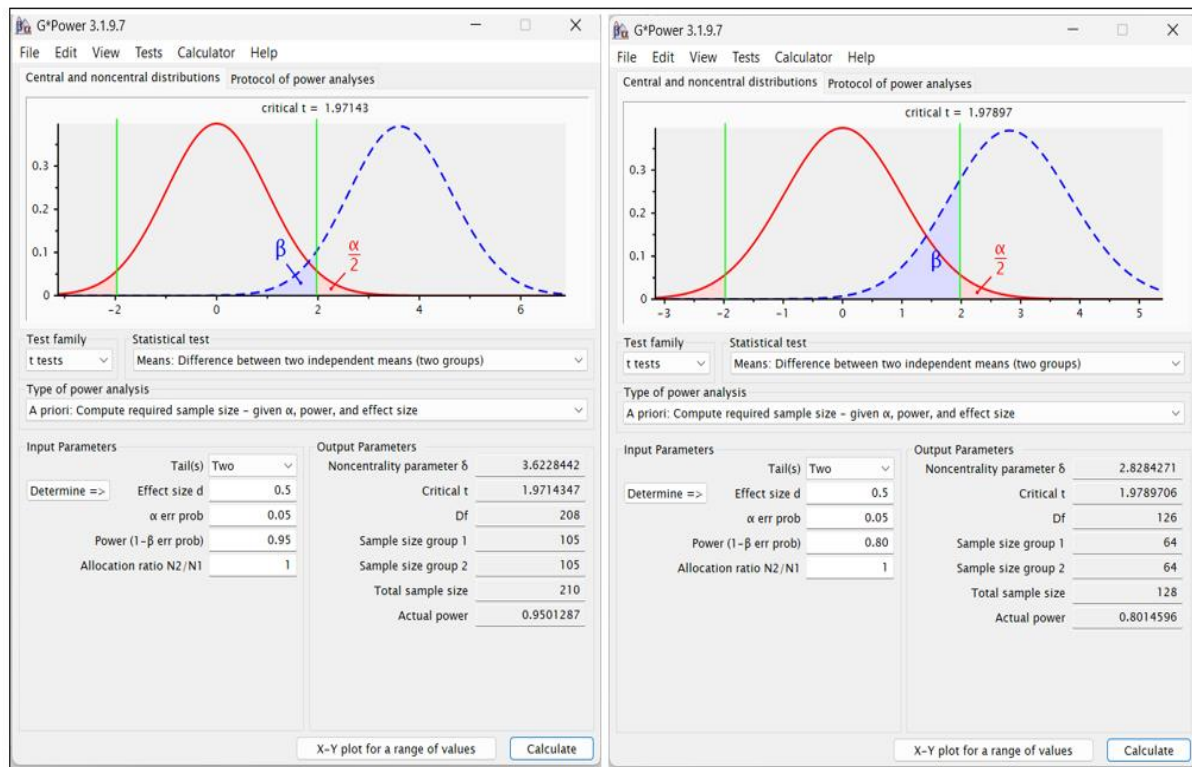 G*Power 3.1.9.7
File Edit View Tests Calculator Help
Central and noncentral distributions Protocol of power analyses
critical t = 1.97143
0.3
0.2
0.1
0
β
α
2
-2 0 2 4 6
Test family Statistical test
t tests Means: Difference between two independent means (two groups)
Type of power analysis
A priori: Compute required sample size - given α, power, and effect size
Input Parameters Output Parameters
Tail(s) Two Noncentrality parameter δ 3.6228442
Determine => Effect size d 0.5 Critical t 1.9714347
α err prob 0.05 Df 208
Power (1-β err prob) 0.95 Sample size group 1 105
Allocation ratio N2/N1 1 Sample size group 2 105
Total sample size 210
Actual power 0.9501287
X-Y plot for a range of values Calculate
G*Power 3.1.9.7
File Edit View Tests Calculator Help
Central and noncentral distributions Protocol of power analyses
critical t = 1.97897
0.3
0.2
0.1
0
β
α
2
-3 -2 -1 0 1 2 3 4 5
Test family Statistical test
t tests Means: Difference between two independent means (two groups)
Type of power analysis
A priori: Compute required sample size - given α, power, and effect size
Input Parameters Output Parameters
Tail(s) Two Noncentrality parameter δ 2.8284271
Determine => Effect size d 0.5 Critical t 1.9789706
α err prob 0.05 Df 126
Power (1-β err prob) 0.80 Sample size group 1 64
Allocation ratio N2/N1 1 Sample size group 2 64
Total sample size 128
Actual power 0.8014596
X-Y plot for a range of values Calculate